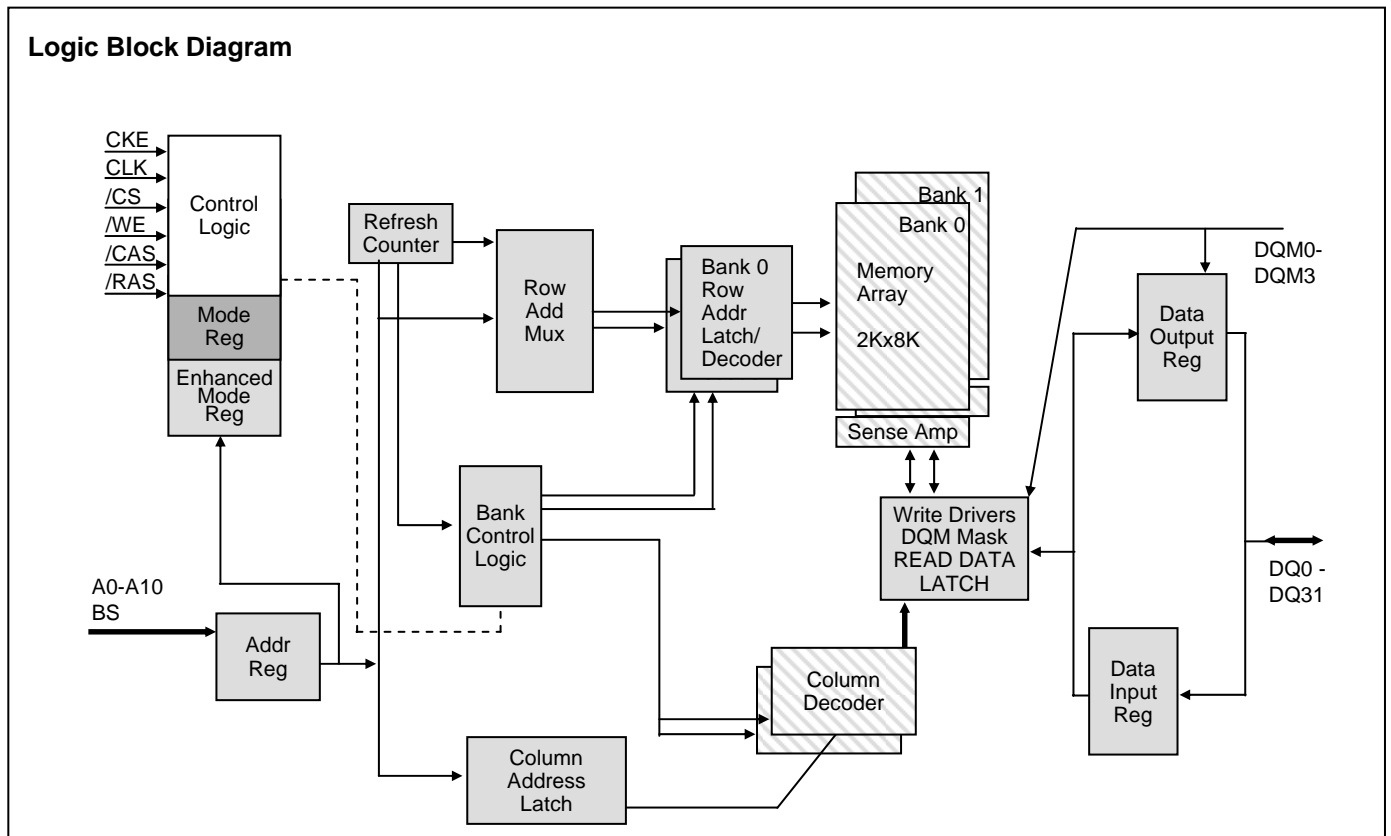 Logic Block Diagram
CKE
CLK
/CS
/WE
/CAS
/RAS
Control
Logic
Mode
Reg
Enhanced
Mode
Reg
A0-A10
BS
Addr
Reg
Refresh
Counter
Row
Add
Mux
Bank
Control
Logic
Column
Address
Latch
Bank 0
Row
Addr
Latch/
Decoder
Bank 1
Bank 0
Memory
Array
2Kx8K
Sense Amp
Write Drivers
DQM Mask
READ DATA
LATCH
Column
Decoder
DQM0-
DQM3
Data
Output
Reg
DQ0 -
DQ31
Data
Input
Reg